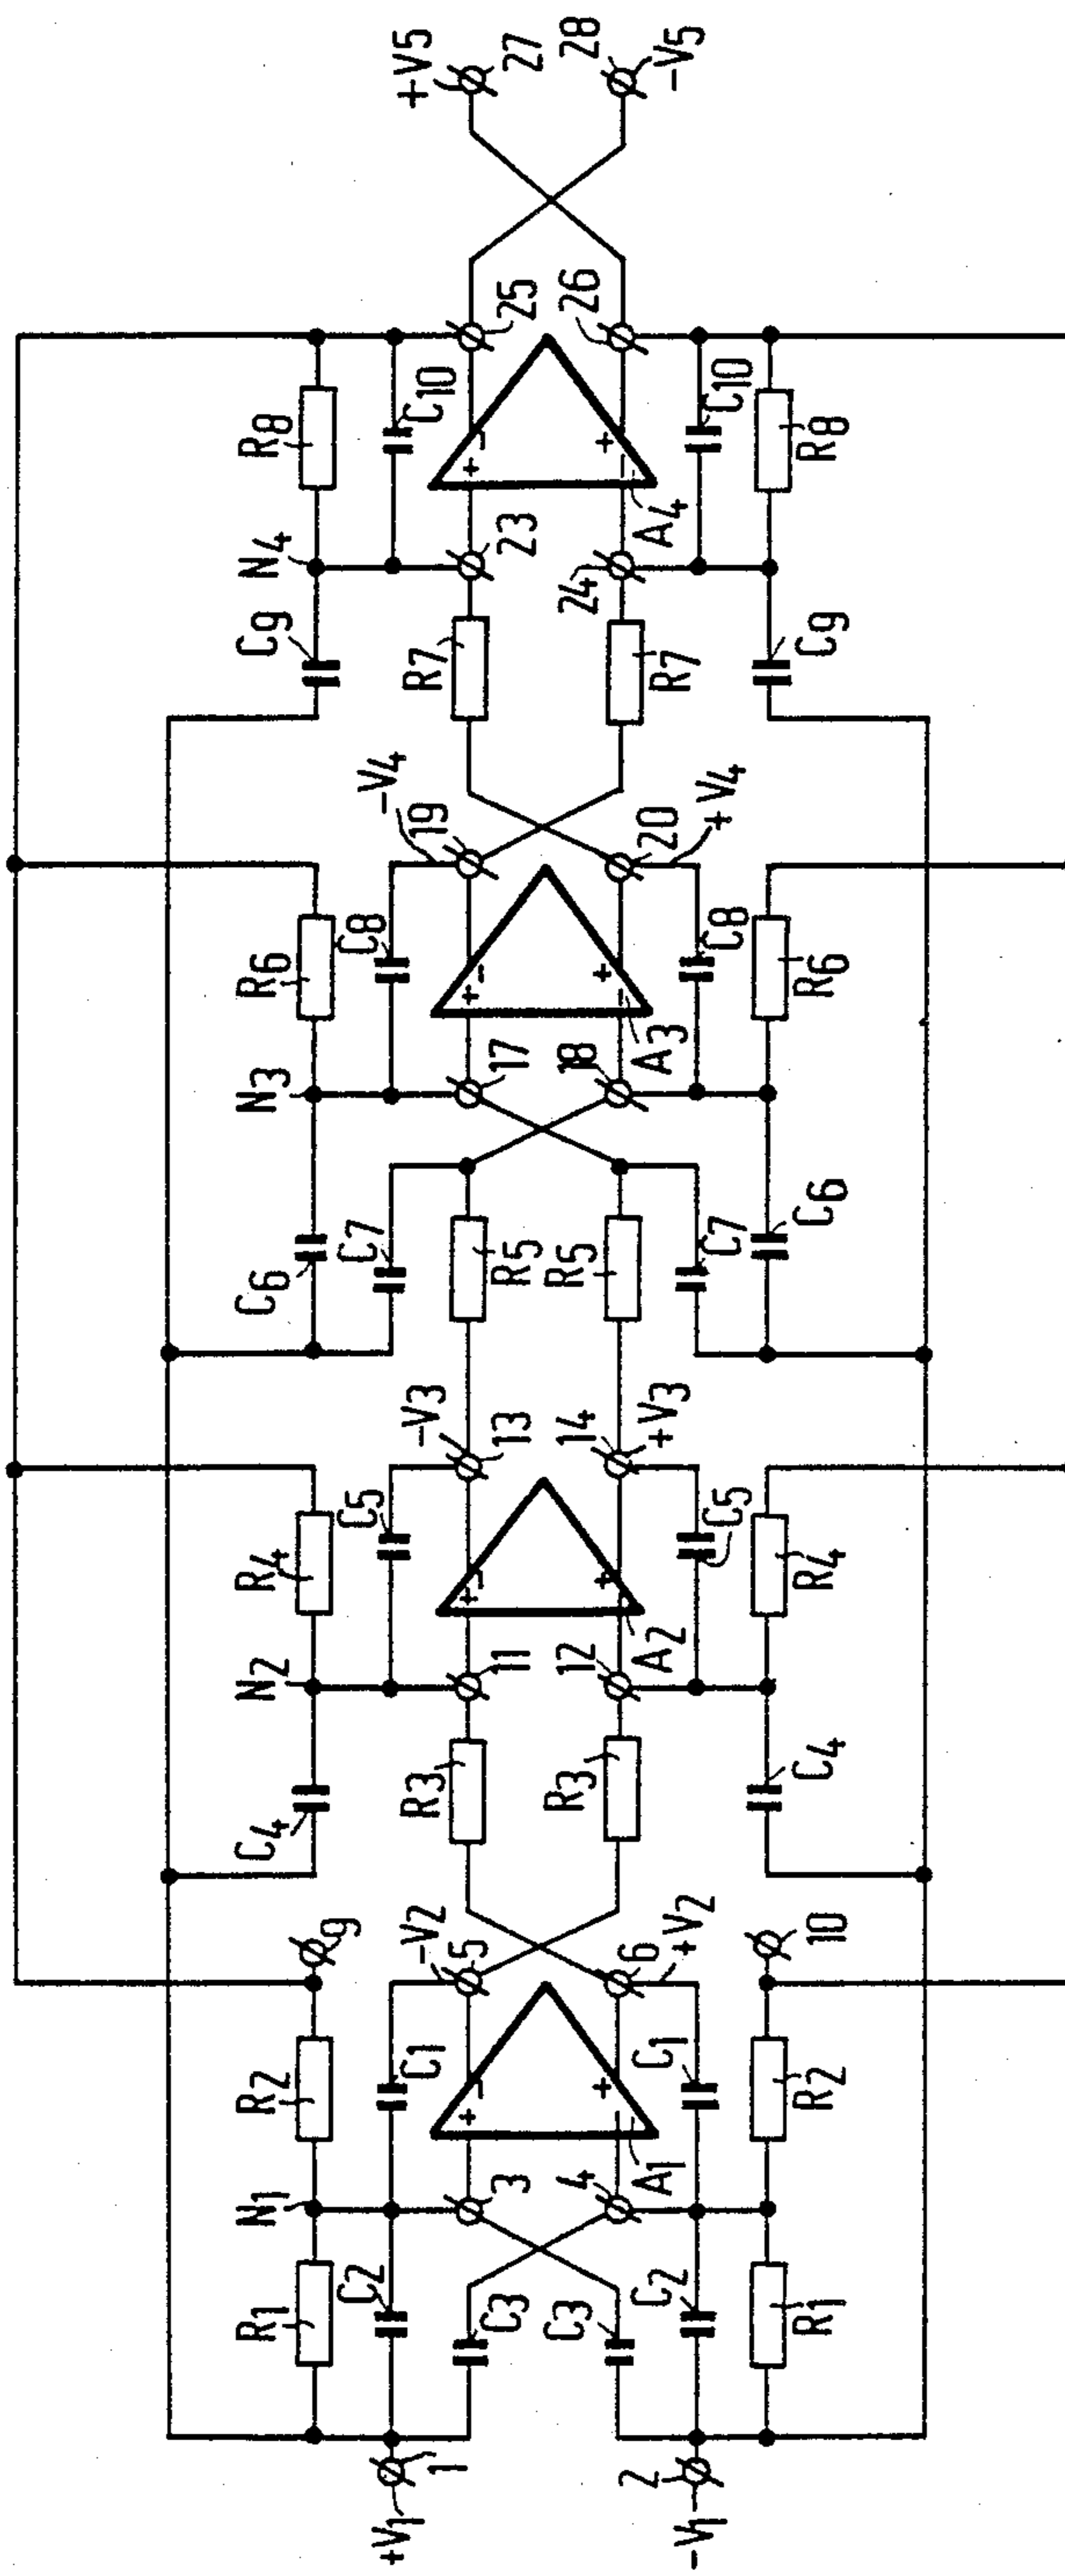 +V5
27
28
-V5
R8
C10
25
26
C10
R8
N4
23
24
A4
C9
R7
R7
C9
-V4
19
20
+V4
R6
C8
C8
R6
N3
17
18
A3
C6
C7
R5
R5
C7
C6
-V3
13
14
+V3
R4
C5
C5
R4
N2
11
12
A2
C4
R3
R3
C4
9
-V2
5
6
+V2
10
R2
C1
C1
R2
N1
3
4
A1
R1
C2
C3
C3
C2
R1
+V1
1
2
-V1
+
-
-
+
+
-
-
+
+
-
-
+
+
-
-
+